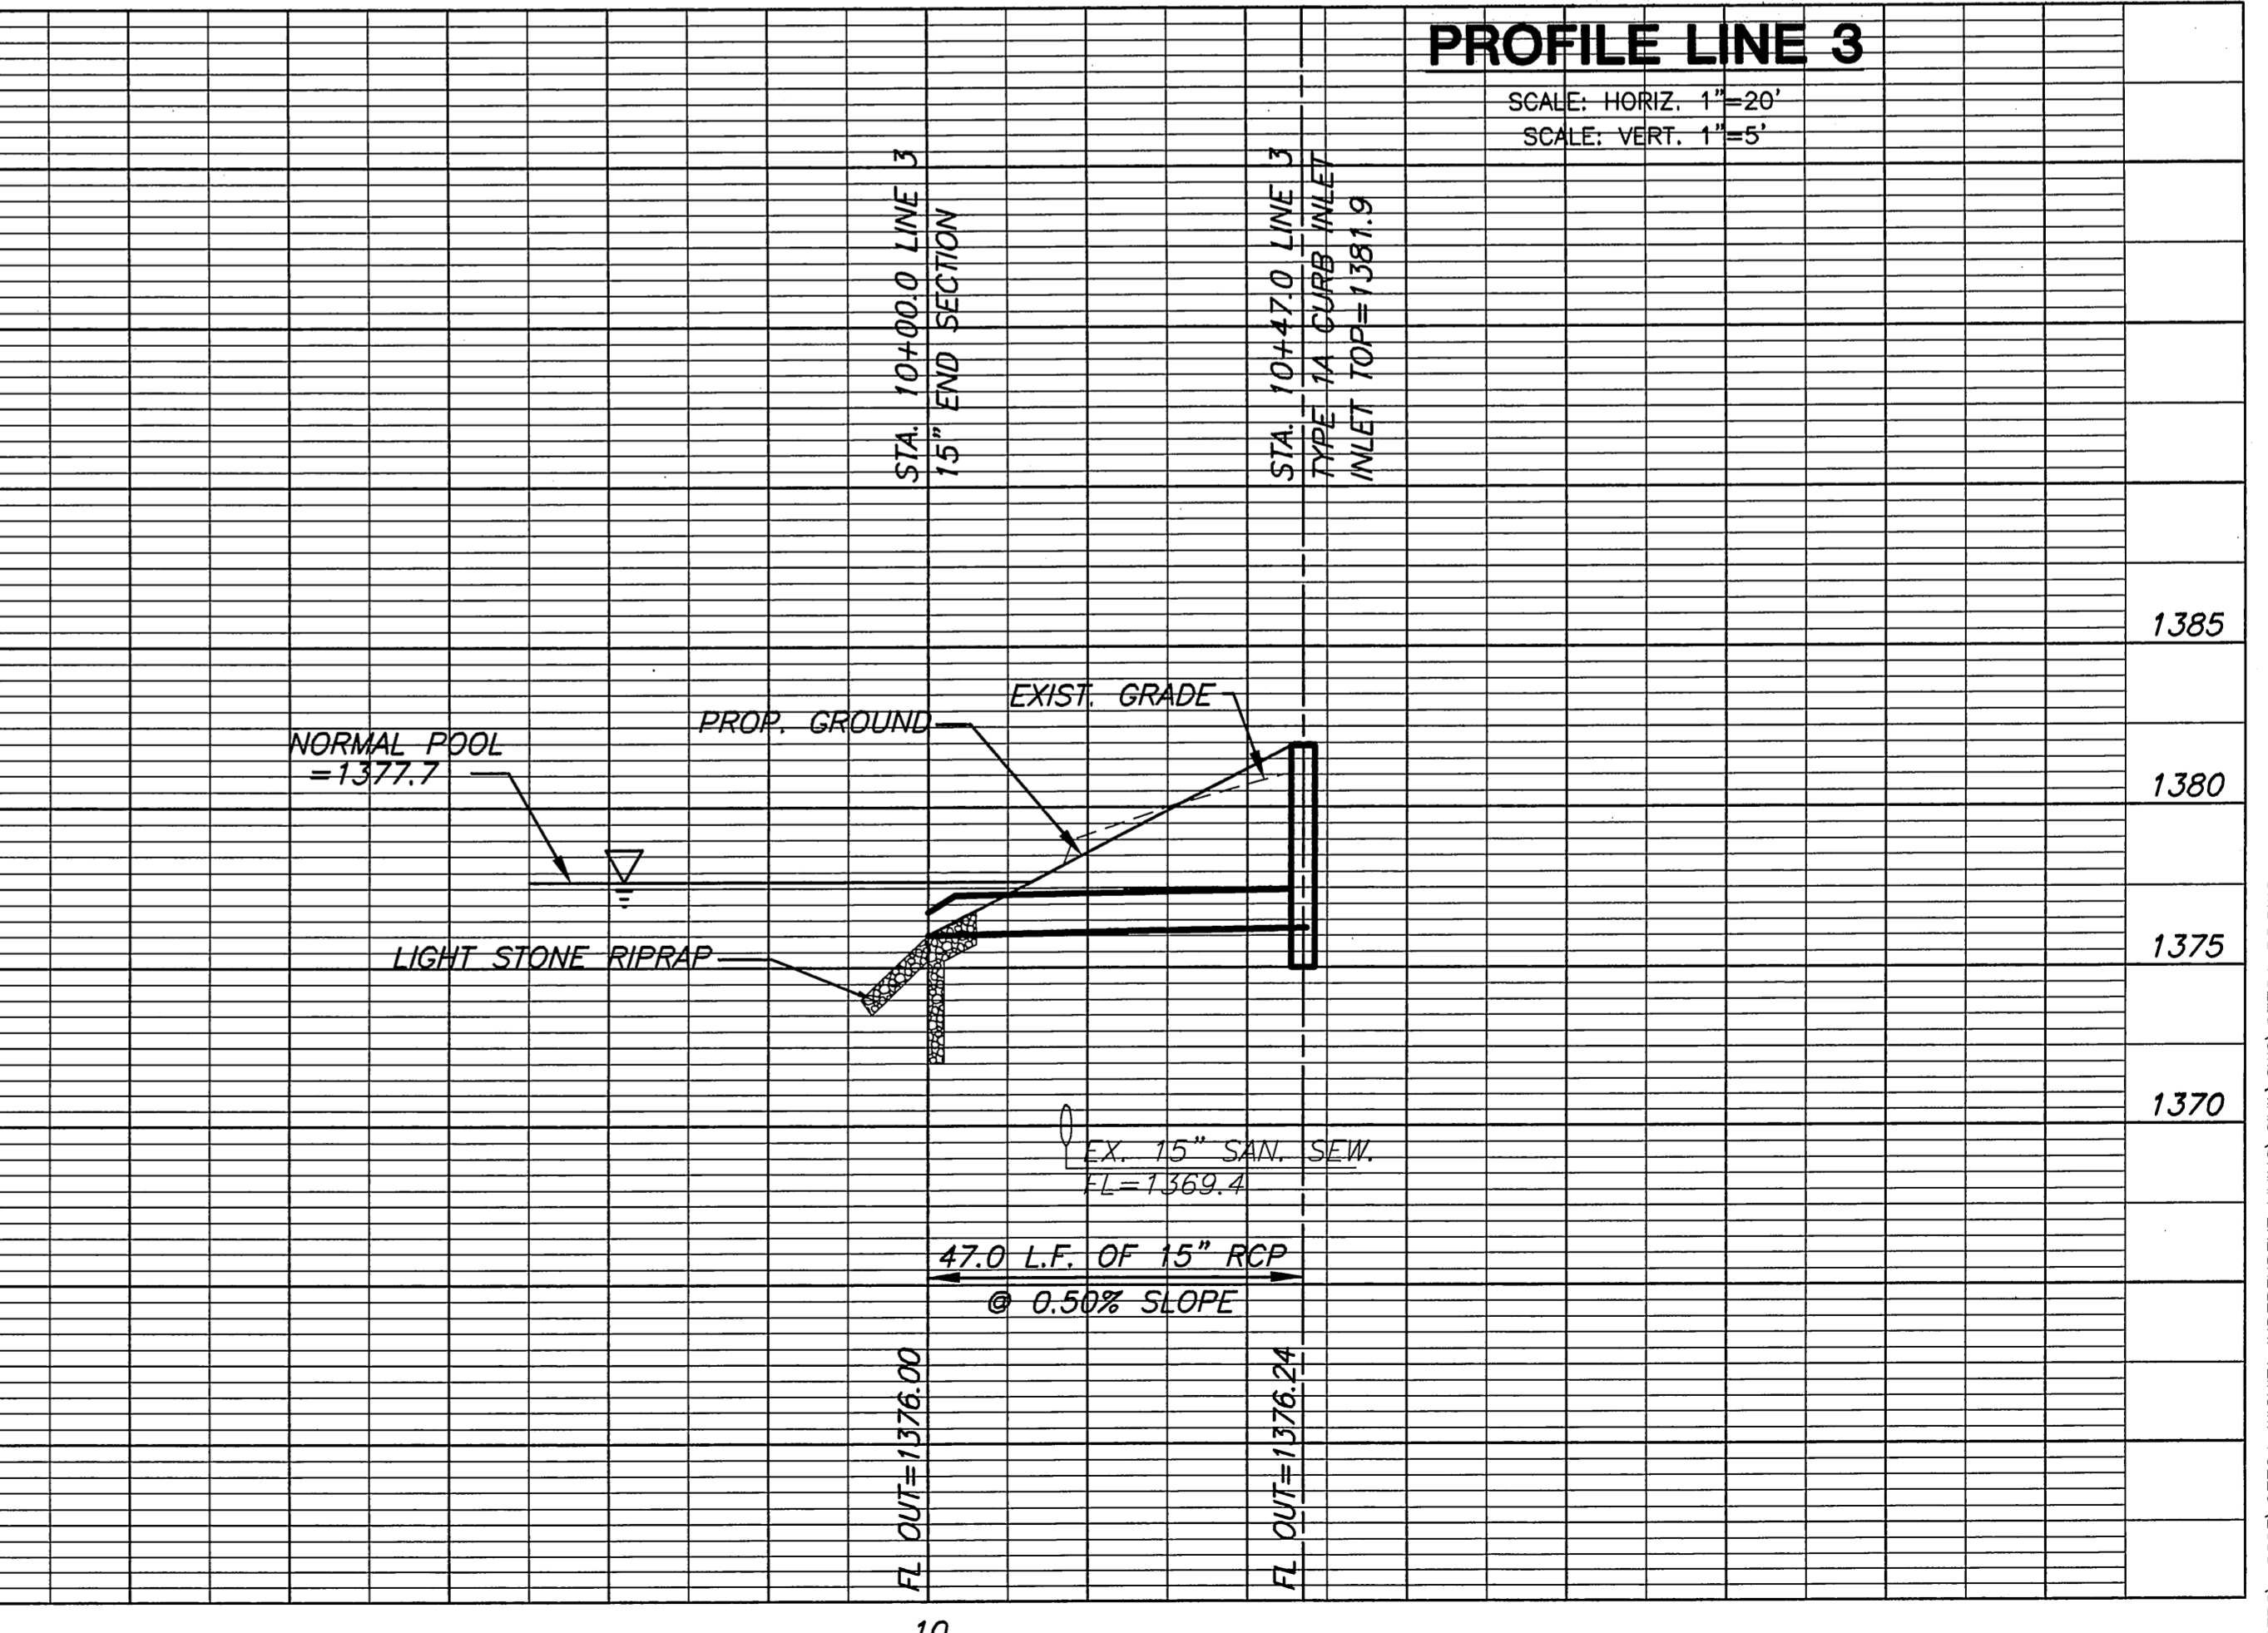 PROFILE LINE 3
SCALE: HORIZ. 1"=20'
SCALE: VERT. 1"=5'
STA. 10+00.0 LINE 3
15" END SECTION
STA. 10+47.0 LINE 3
TYPE 1A CURB INLET
INLET TOP=1381.9
1385
EXIST. GRADE
PROP. GROUND
NORMAL POOL
=1377.7
1380
LIGHT STONE RIPRAP
1375
1370
EX. 15" SAN. SEW.
FL=1369.4
47.0 L.F. OF 15" RCP
@ 0.50% SLOPE
FL OUT=1376.00
FL OUT=1376.24
10